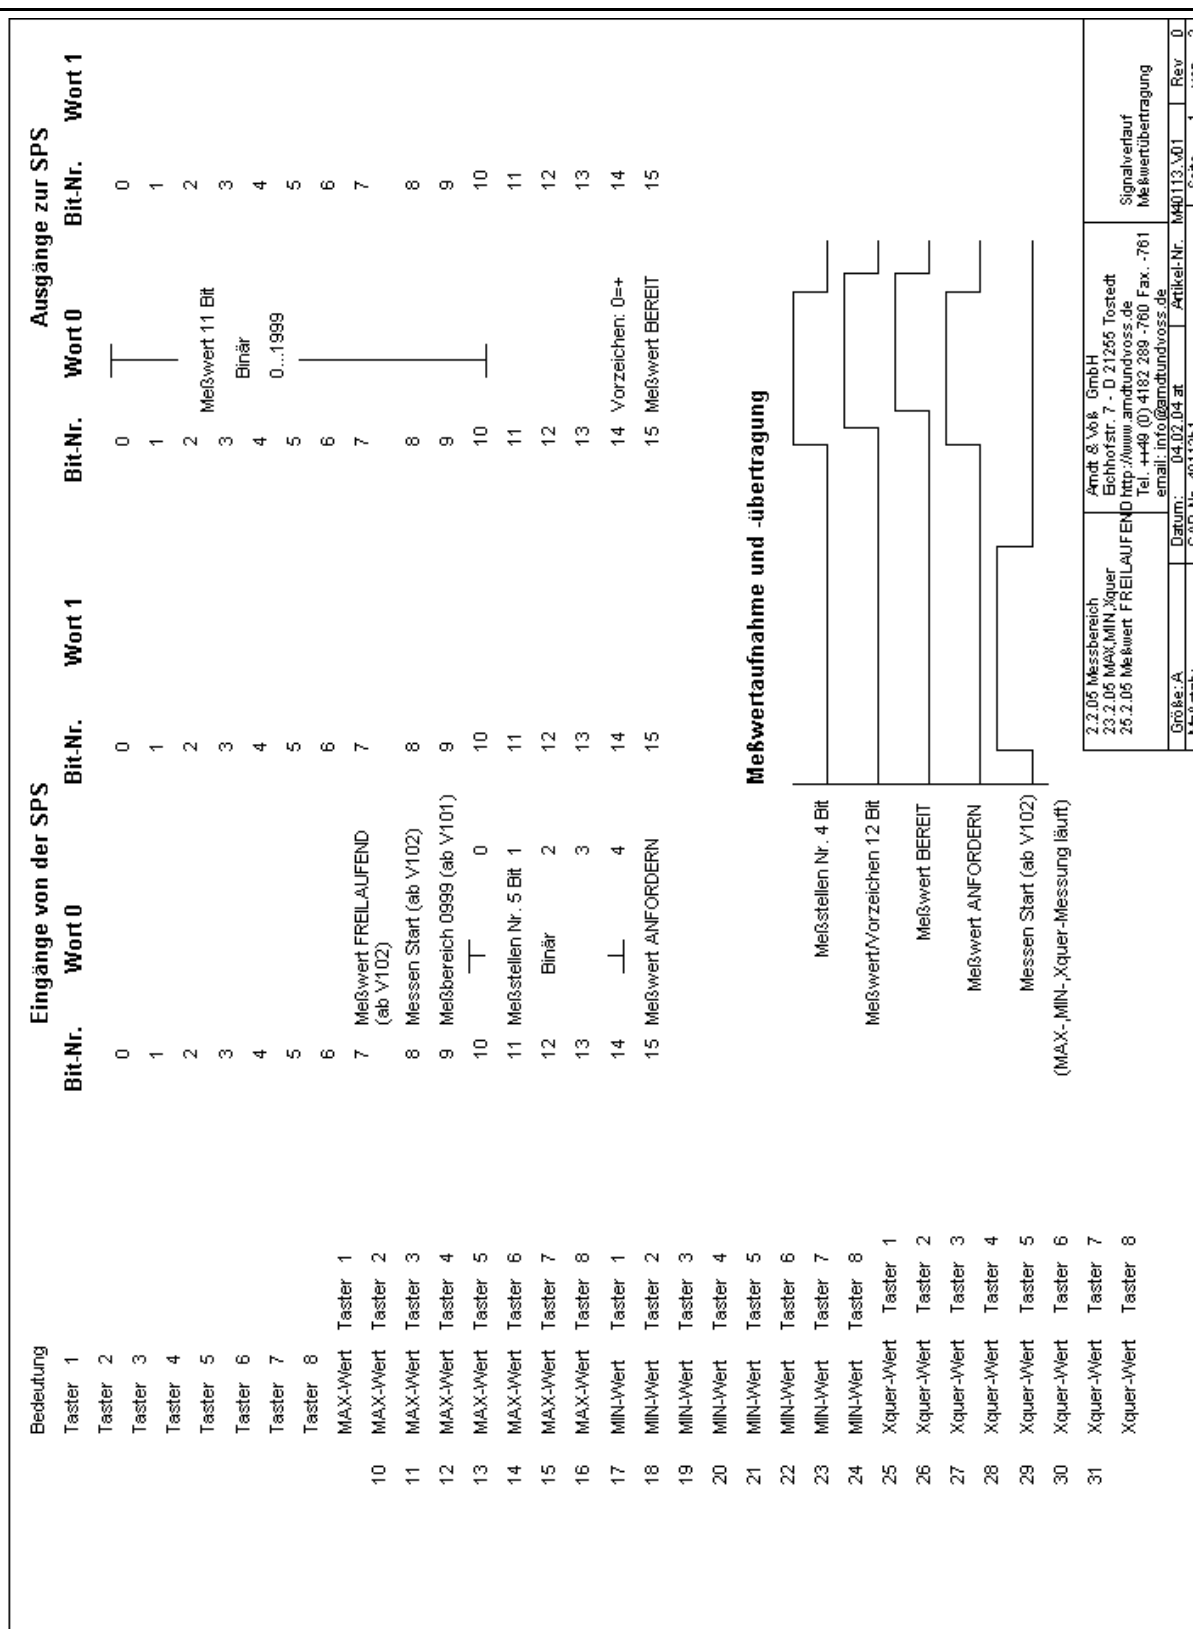 Eingänge von der SPS
Ausgänge zur SPS
Bedeutung
Bit-Nr. Wort 0 Bit-Nr. Wort 1 Bit-Nr. Wort 0 Bit-Nr. Wort 1
Taster 1
Taster 2
Taster 3
Taster 4
Taster 5
Taster 6
Taster 7
Taster 8
MAX-Wert Taster 1
10 MAX-Wert Taster 2
11 MAX-Wert Taster 3
12 MAX-Wert Taster 4
13 MAX-Wert Taster 5
14 MAX-Wert Taster 6
15 MAX-Wert Taster 7
16 MAX-Wert Taster 8
17 MIN-Wert Taster 1
18 MIN-Wert Taster 2
19 MIN-Wert Taster 3
20 MIN-Wert Taster 4
21 MIN-Wert Taster 5
22 MIN-Wert Taster 6
23 MIN-Wert Taster 7
24 MIN-Wert Taster 8
25 Xquer-Wert Taster 1
26 Xquer-Wert Taster 2
27 Xquer-Wert Taster 3
28 Xquer-Wert Taster 4
29 Xquer-Wert Taster 5
30 Xquer-Wert Taster 6
31 Xquer-Wert Taster 7
Xquer-Wert Taster 8
0
1
2
3
4
5
6
7 Meßwert FREILAUFEND
(ab V102)
8 Messen Start (ab V102)
9 Meßbereich 0999 (ab V101)
10 0
11 Meßstellen Nr. 5 Bit 1
12 Binär 2
13 3
14 4
15 Meßwert ANFORDERN
0
1
2
3
4
5
6
7
8
9
10
11
12
13
14
15
0
1
2 Meßwert 11 Bit
3 Binär
4 0...1999
5
6
7
8
9
10
11
12
13
14 Vorzeichen: 0=+
15 Meßwert BEREIT
0
1
2
3
4
5
6
7
8
9
10
11
12
13
14
15
Meßwertaufnahme und -übertragung
Meßstellen Nr. 4 Bit
Meßwert/Vorzeichen 12 Bit
Meßwert BEREIT
Meßwert ANFORDERN
Messen Start (ab V102)
(MAX-,MIN-,Xquer-Messung läuft)
2.2.05 Messbereich
23.2.05 MAX,MIN,Xquer
25.2.05 Meßwert FREILAUFEND
Arndt & Voß GmbH
Eichhofstr. 7 - D 21255 Tostedt
http://www.arndtundvoss.de
Tel. ++49 (0) 4182 289 -760 Fax. -761
email: info@arndtundvoss.de
Signalverlauf
Meßwertübertragung
Größe: A Datum: 04.02.04 at Artikel-Nr. M40113.V01 Rev 0